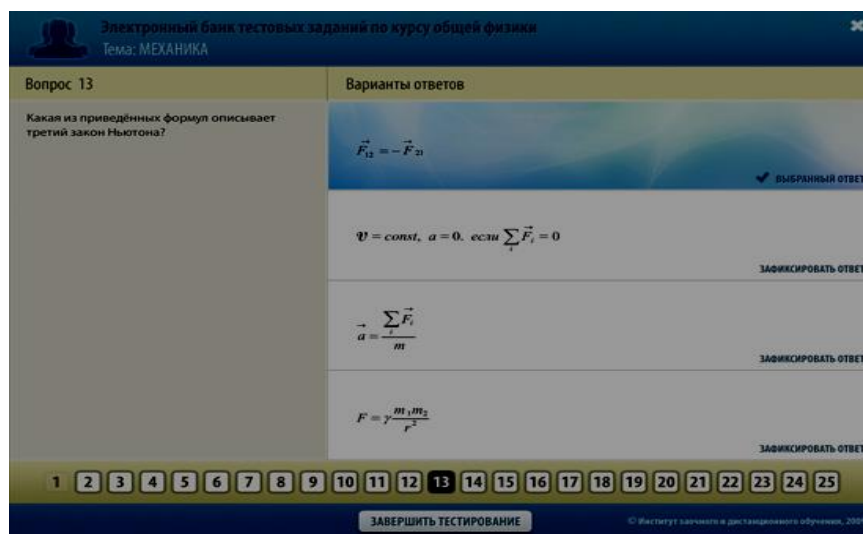 Электронный банк тестовых заданий по курсу общей физики
Тема: МЕХАНИКА
Вопрос 13
Варианты ответов
Какая из приведённых формул описывает
третий закон Ньютона?
F⃗₁₂ = − F⃗ ₂₁
ВЫБРАННЫЙ ОТВЕТ
𝒱 = const, a = 0. если ∑ᵢ F⃗ᵢ = 0
ЗАФИКСИРОВАТЬ ОТВЕТ
a⃗ = ∑ᵢ F⃗ᵢ / m
ЗАФИКСИРОВАТЬ ОТВЕТ
F = γ m₁m₂ / r²
ЗАФИКСИРОВАТЬ ОТВЕТ
1 2 3 4 5 6 7 8 9 10 11 12 13 14 15 16 17 18 19 20 21 22 23 24 25
ЗАВЕРШИТЬ ТЕСТИРОВАНИЕ
© Институт заочного и дистанционного обучения, 2009